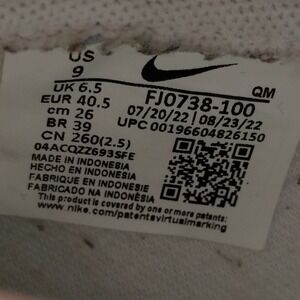 US
9
UK 6.5
EUR 40.5
cm 26
BR 39
CN 260(2.5)
04ACQZZ693SFE
MADE IN INDONESIA
HECHO EN INDONESIA
FABRIQUE EN INDONESIE
FABRICADO NA INDONÉSIA
QM
FJ0738-100
07/20/22 08/23/22
UPC 00196604826150
This product is covered by one or more patents. See
www.nike.com/patentsvirtualmarking